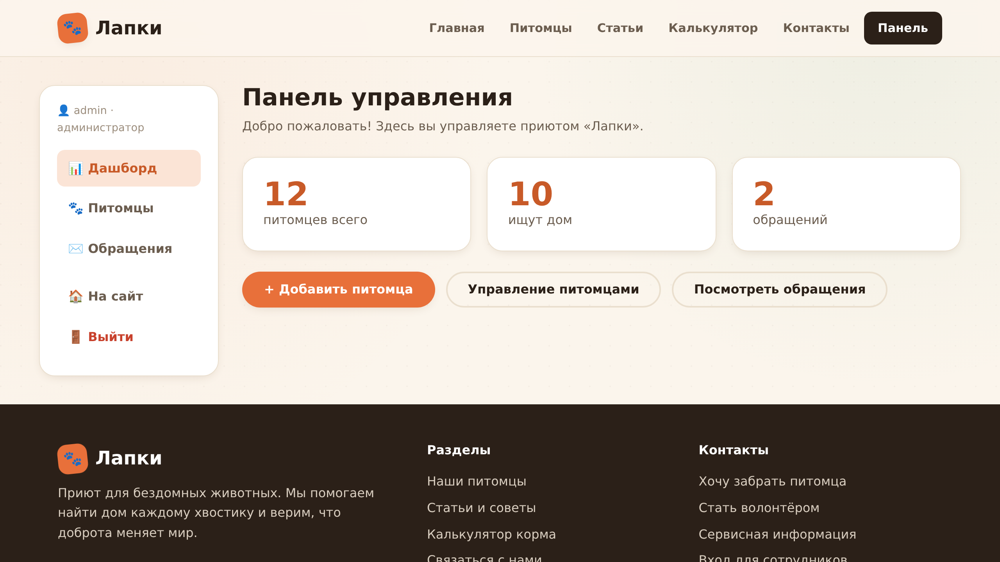 Лапки
Главная
Питомцы
Статьи
Калькулятор
Контакты
Панель
admin ·
администратор
Дашборд
Питомцы
Обращения
На сайт
Выйти
Панель управления
Добро пожаловать! Здесь вы управляете приютом «Лапки».
12
питомцев всего
10
ищут дом
2
обращений
+ Добавить питомца
Управление питомцами
Посмотреть обращения
Лапки
Приют для бездомных животных. Мы помогаем
найти дом каждому хвостику и верим, что
доброта меняет мир.
Разделы
Наши питомцы
Статьи и советы
Калькулятор корма
Связаться с нами
Контакты
Хочу забрать питомца
Стать волонтёром
Сервисная информация
Вход для сотрудников